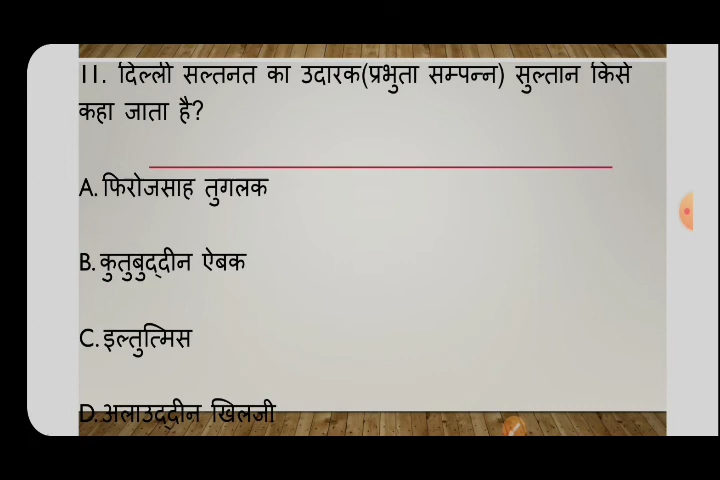 11. दिल्ली सल्तनत का उदारक(प्रभुता सम्पन्न) सुल्तान किसे
कहा जाता है?
A. फिरोजसाह तुगलक
B. कुतुबुद्दीन ऐबक
C. इल्तुत्मिस
D. अलाउद्दीन खिलजी